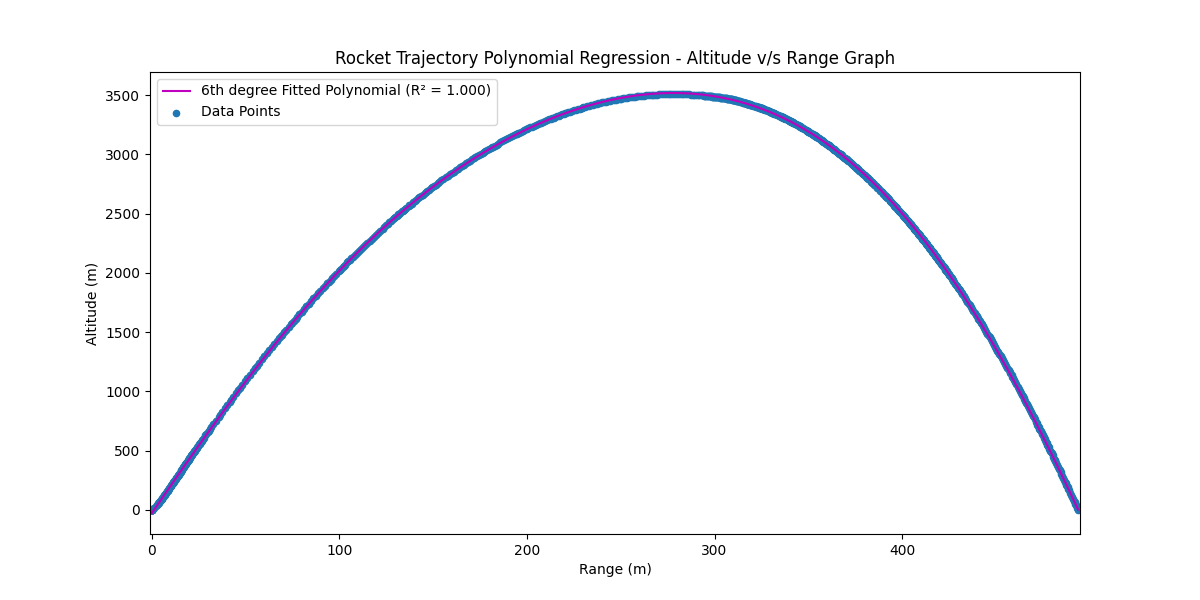 Rocket Trajectory Polynomial Regression - Altitude v/s Range Graph
6th degree Fitted Polynomial (R² = 1.000)
Data Points
3500
3000
2500
2000
1500
1000
500
0
Altitude (m)
0 100 200 300 400
Range (m)